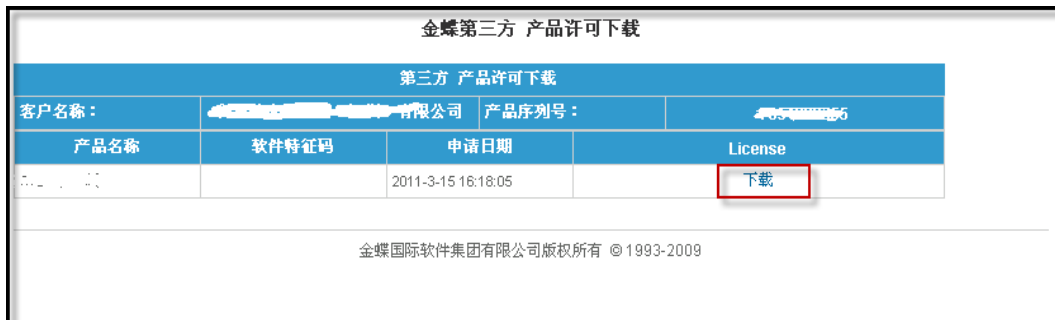 金蝶第三方 产品许可下载
第三方 产品许可下载
客户名称： 有限公司 产品序列号：
产品名称 软件特征码 申请日期 License
2011-3-15 16:18:05 下载
金蝶国际软件集团有限公司版权所有 ©1993-2009